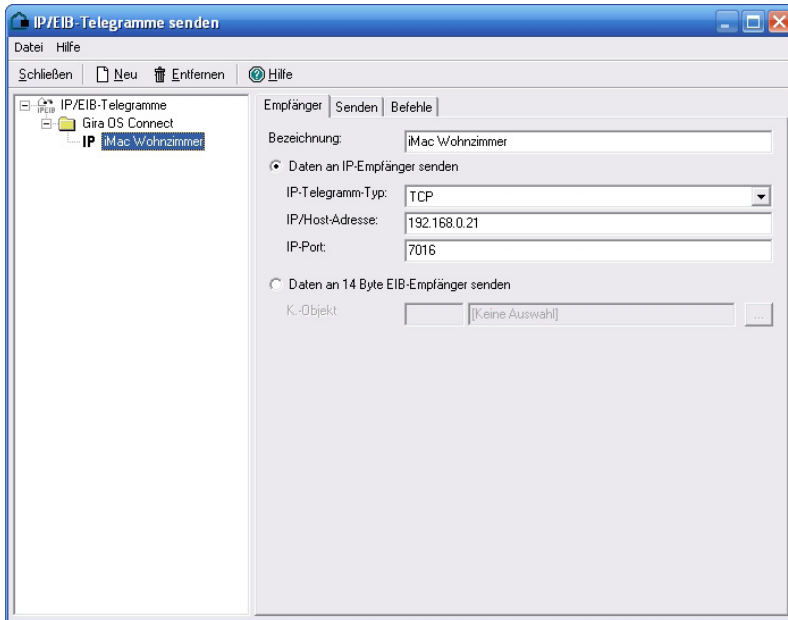 IP/EIB-Telegramme senden
Datei Hilfe
Schließen Neu Entfernen Hilfe
IP/EIB-Telegramme
Gira OS Connect
IP iMac Wohnzimmer
Empfänger Senden Befehle
Bezeichnung: iMac Wohnzimmer
Daten an IP-Empfänger senden
IP-Telegramm-Typ: TCP
IP/Host-Adresse: 192.168.0.21
IP-Port: 7016
Daten an 14 Byte EIB-Empfänger senden
K.-Objekt [Keine Auswahl] ...